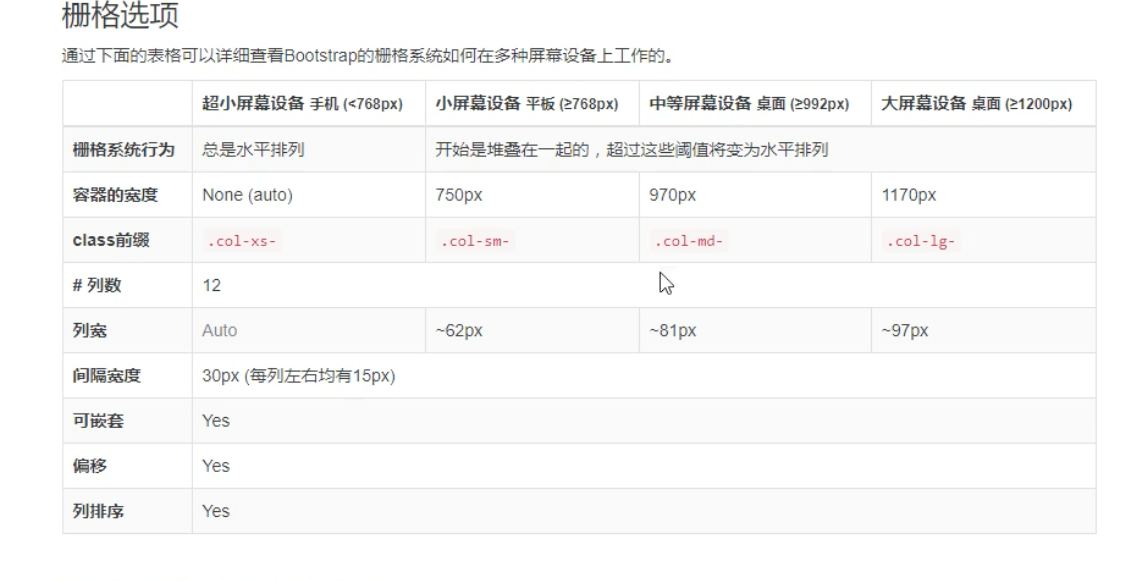 栅格选项
通过下面的表格可以详细查看Bootstrap的栅格系统如何在多种屏幕设备上工作的。
超小屏幕设备 手机 (<768px) 小屏幕设备 平板 (≥768px) 中等屏幕设备 桌面 (≥992px) 大屏幕设备 桌面 (≥1200px)
栅格系统行为 总是水平排列 开始是堆叠在一起的，超过这些阈值将变为水平排列
容器的宽度 None (auto) 750px 970px 1170px
class前缀 .col-xs- .col-sm- .col-md- .col-lg-
# 列数 12
列宽 Auto ~62px ~81px ~97px
间隔宽度 30px (每列左右均有15px)
可嵌套 Yes
偏移 Yes
列排序 Yes